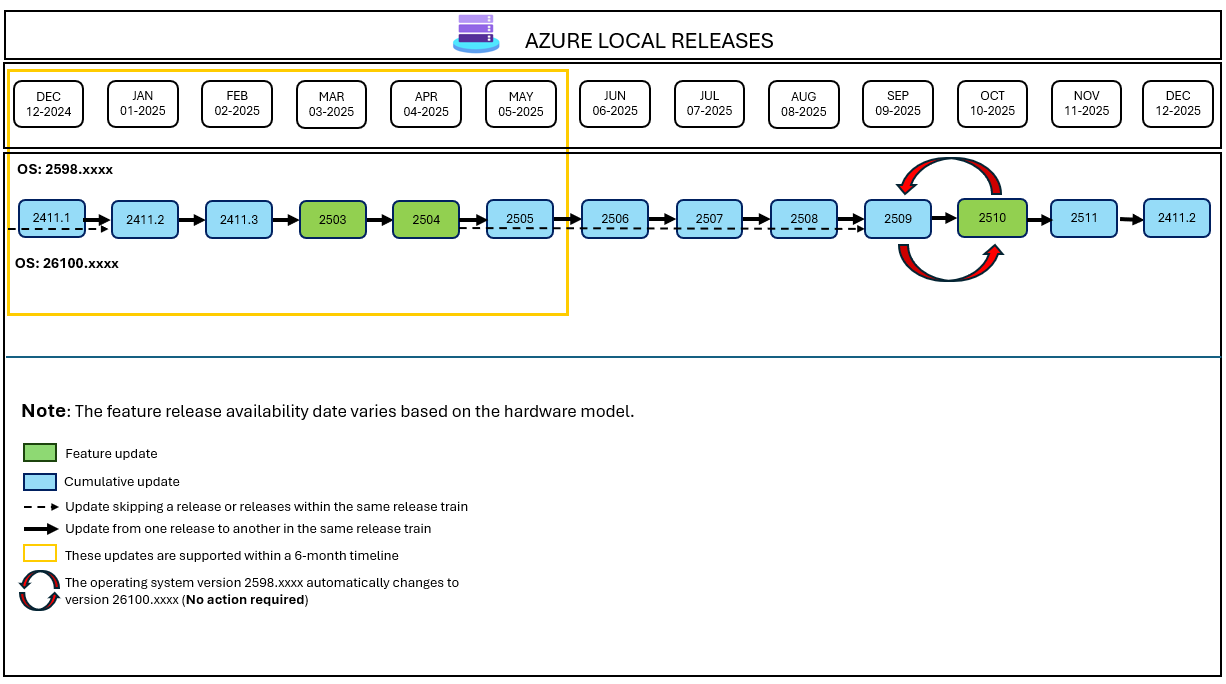 AZURE LOCAL RELEASES
DEC
12-2024
JAN
01-2025
FEB
02-2025
MAR
03-2025
APR
04-2025
MAY
05-2025
JUN
06-2025
JUL
07-2025
AUG
08-2025
SEP
09-2025
OCT
10-2025
NOV
11-2025
DEC
12-2025
OS: 2598.xxxx
2411.1
2411.2
2411.3
2503
2504
2505
2506
2507
2508
2509
2510
2511
2411.2
OS: 26100.xxxx
Note: The feature release availability date varies based on the hardware model.
Feature update
Cumulative update
Update skipping a release or releases within the same release train
Update from one release to another in the same release train
These updates are supported within a 6-month timeline
The operating system version 2598.xxxx automatically changes to
version 26100.xxxx (No action required)